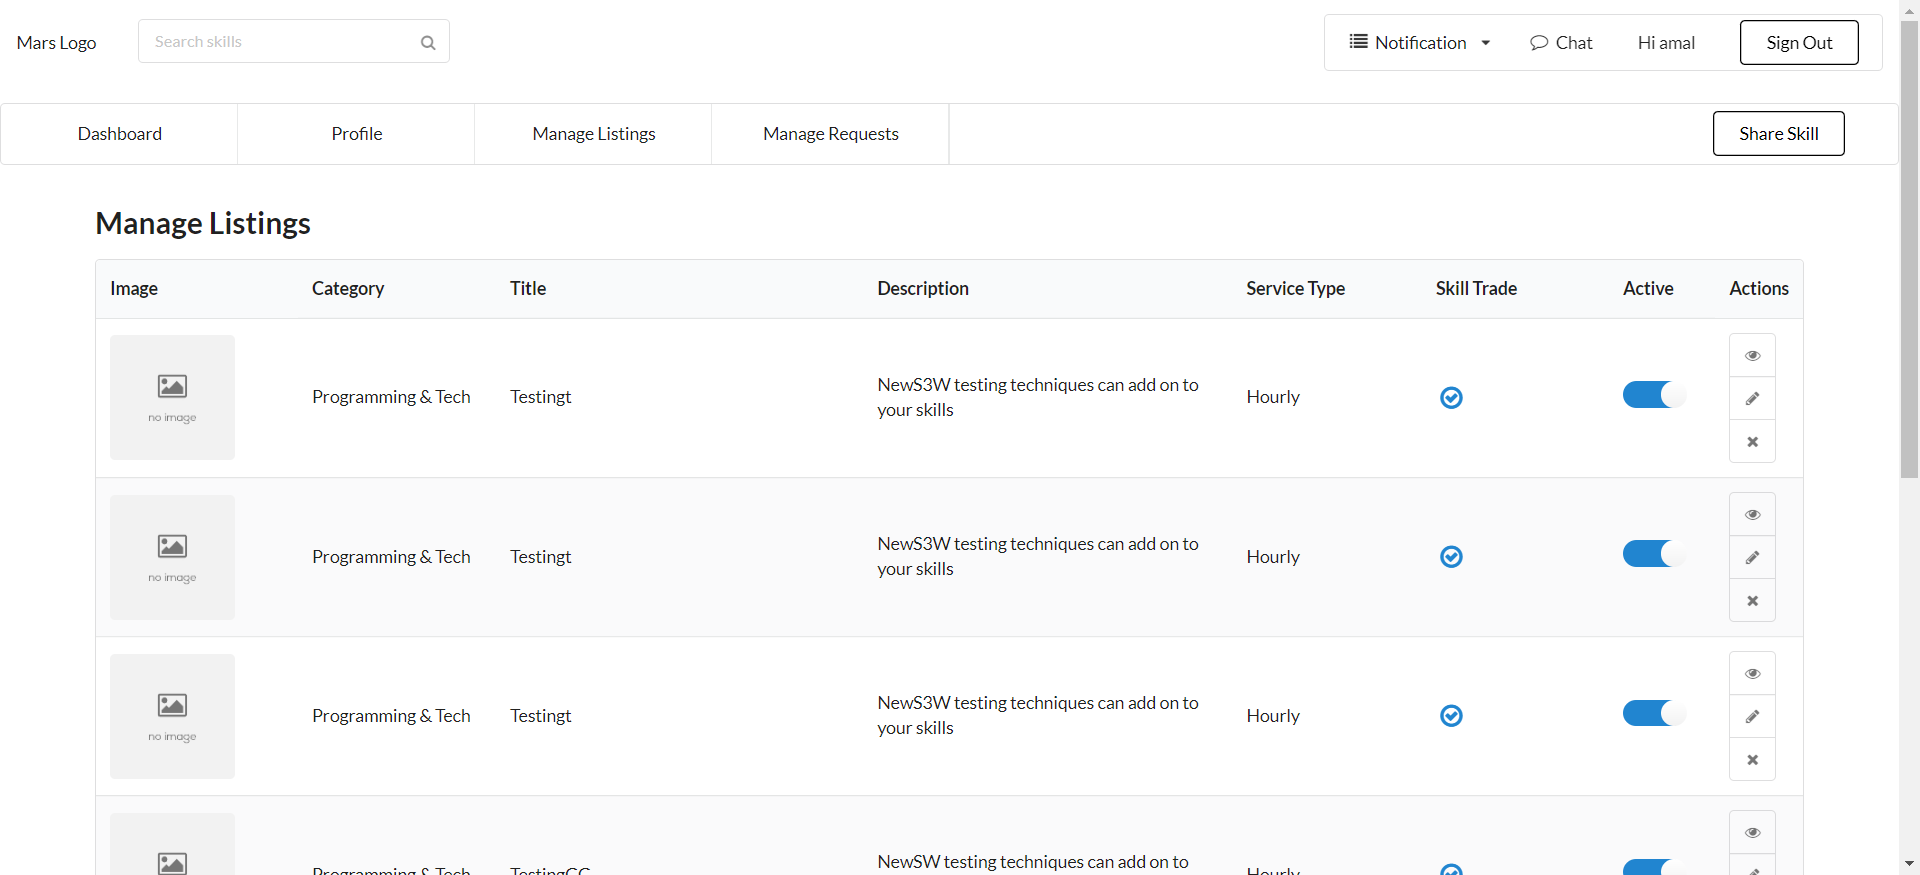 Mars Logo
Search skills
Notification
Chat
Hi amal
Sign Out
Dashboard
Profile
Manage Listings
Manage Requests
Share Skill
Manage Listings
Image Category Title Description Service Type Skill Trade Active Actions
no image
Programming & Tech
Testingt
NewS3W testing techniques can add on to
your skills
Hourly
no image
Programming & Tech
Testingt
NewS3W testing techniques can add on to
your skills
Hourly
no image
Programming & Tech
Testingt
NewS3W testing techniques can add on to
your skills
Hourly
Programming & Tech
TestingCC
NewSW testing techniques can add on to
Hourly